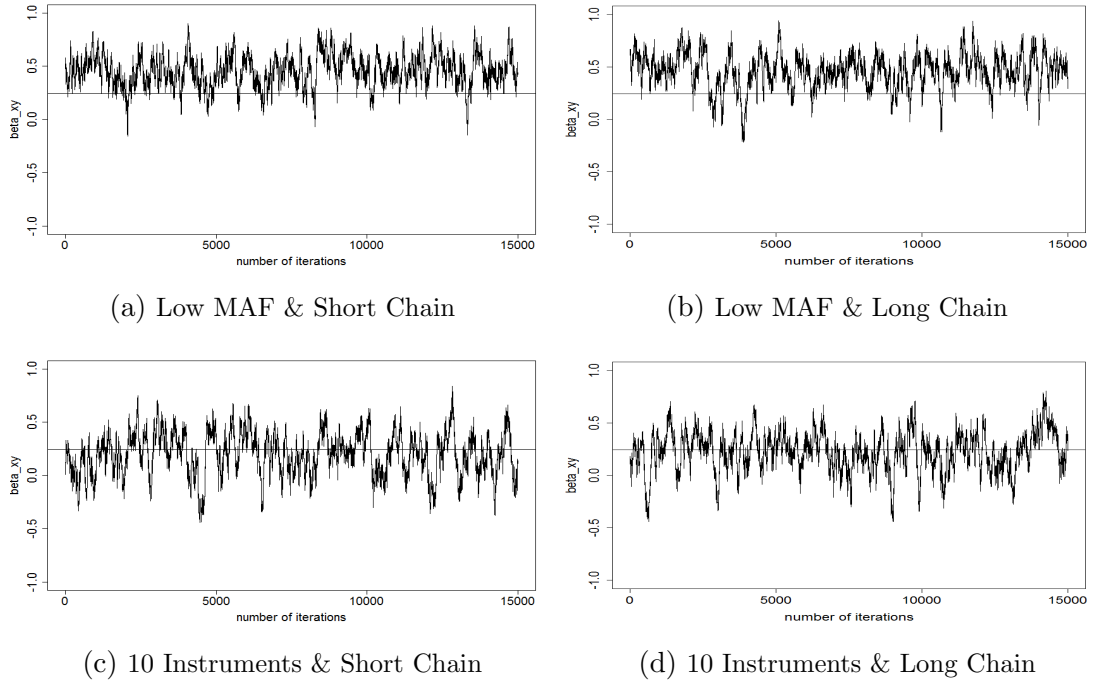 1.0
0.5
0.0
-0.5
-1.0
beta_xy
0 5000 10000 15000
number of iterations
(a) Low MAF & Short Chain
1.0
0.5
0.0
-0.5
-1.0
beta_xy
0 5000 10000 15000
number of iterations
(b) Low MAF & Long Chain
1.0
0.5
0.0
-0.5
-1.0
beta_xy
0 5000 10000 15000
number of iterations
(c) 10 Instruments & Short Chain
1.0
0.5
0.0
-0.5
-1.0
beta_xy
0 5000 10000 15000
number of iterations
(d) 10 Instruments & Long Chain